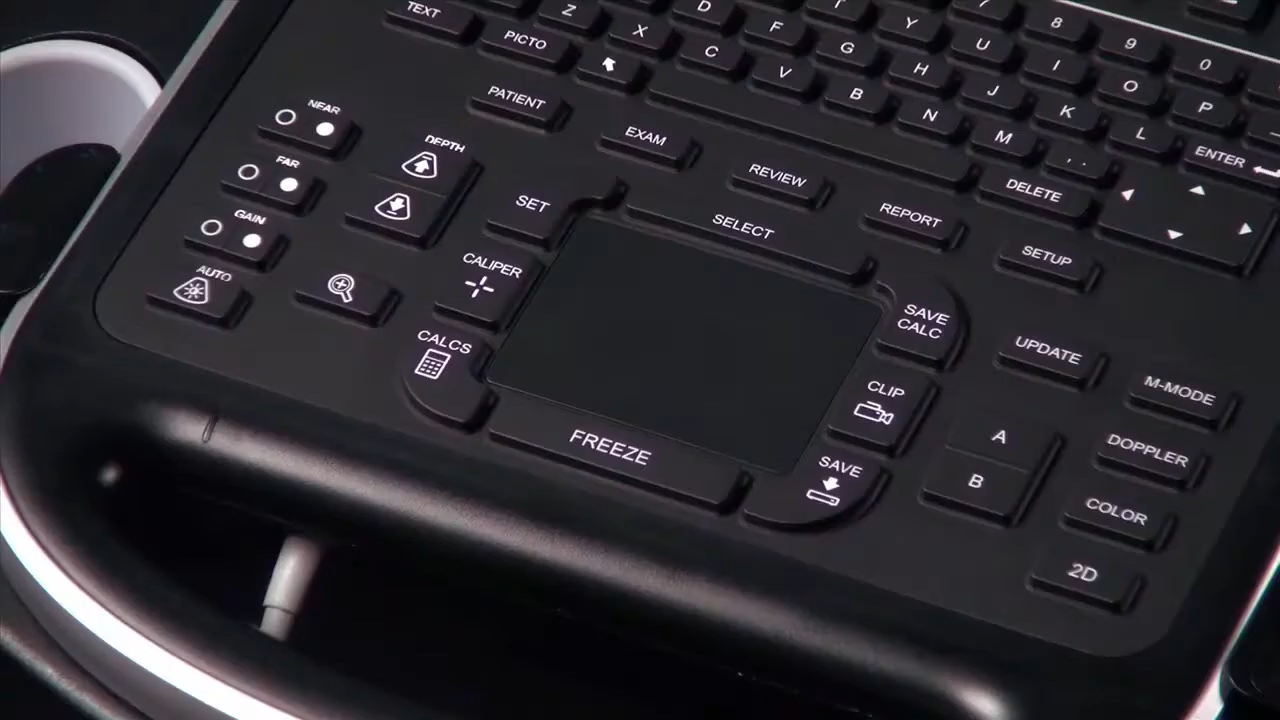 TEXT
Z
D
F
Y
7
8
9
0
PICTO
X
C
G
U
I
O
P
V
H
J
K
L
ENTER
PATIENT
B
N
M
NEAR
DEPTH
EXAM
REVIEW
DELETE
FAR
SET
SELECT
REPORT
GAIN
SETUP
AUTO
CALIPER
SAVE
CALC
CALCS
UPDATE
CLIP
M-MODE
FREEZE
A
DOPPLER
SAVE
B
COLOR
2D